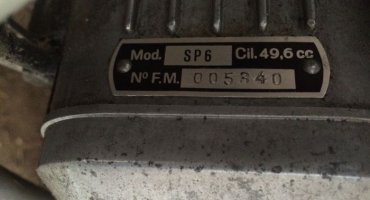 Mod. SP6 Cil. 49,6 cc
Nº F.M. 005840